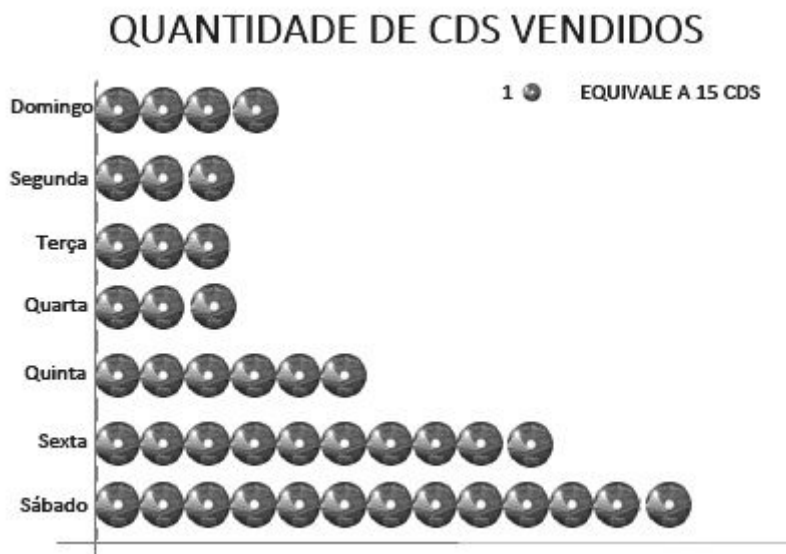 QUANTIDADE DE CDS VENDIDOS
1 EQUIVALE A 15 CDS
Domingo
Segunda
Terça
Quarta
Quinta
Sexta
Sábado